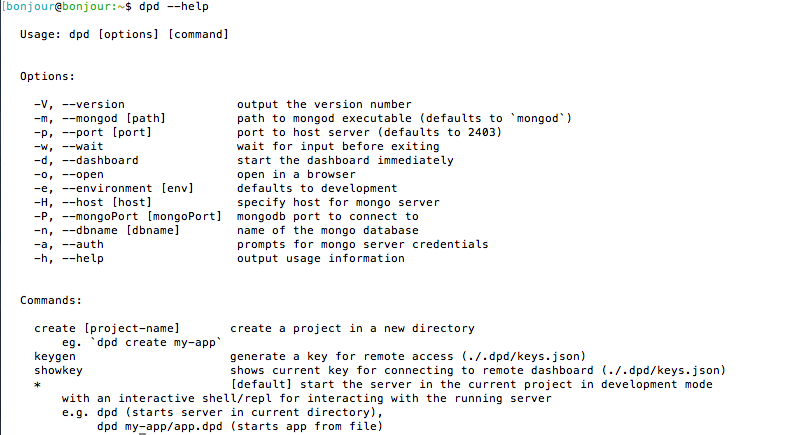 [bonjour@bonjour:~$ dpd --help
Usage: dpd [options] [command]
Options:
-V, --version output the version number
-m, --mongod [path] path to mongod executable (defaults to `mongod`)
-p, --port [port] port to host server (defaults to 2403)
-w, --wait wait for input before exiting
-d, --dashboard start the dashboard immediately
-o, --open open in a browser
-e, --environment [env] defaults to development
-H, --host [host] specify host for mongo server
-P, --mongoPort [mongoPort] mongodb port to connect to
-n, --dbname [dbname] name of the mongo database
-a, --auth prompts for mongo server credentials
-h, --help output usage information
Commands:
create [project-name] create a project in a new directory
eg. `dpd create my-app`
keygen generate a key for remote access (./.dpd/keys.json)
showkey shows current key for connecting to remote dashboard (./.dpd/keys.json)
* [default] start the server in the current project in development mode
with an interactive shell/repl for interacting with the running server
e.g. dpd (starts server in current directory),
dpd my-app/app.dpd (starts app from file)